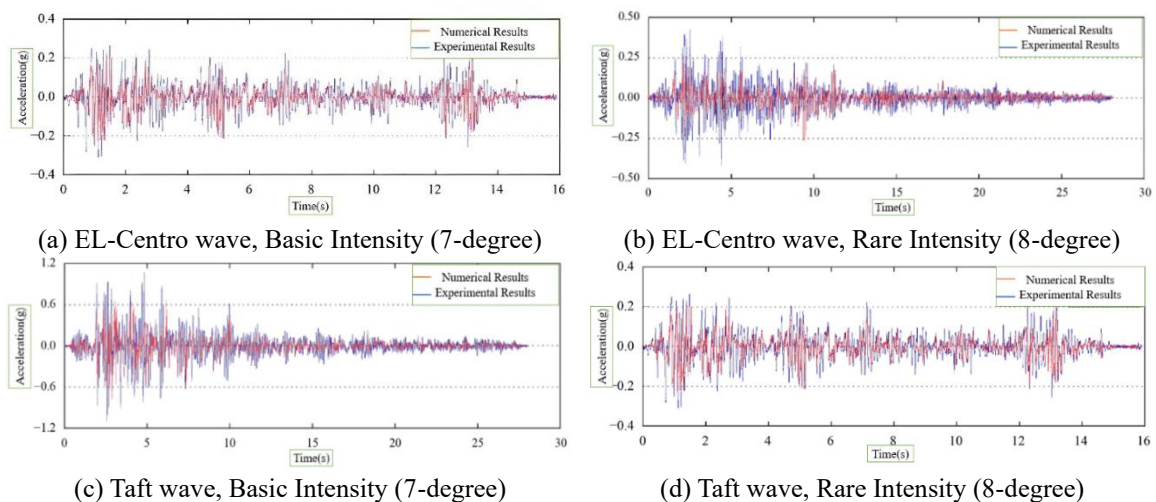 Numerical Results
Experimental Results
Acceleration(g)
0.4
0.2
0.0
−0.2
−0.4
0 2 4 6 8 10 12 14 16
Time(s)
(a) EL-Centro wave, Basic Intensity (7-degree)
Numerical Results
Experimental Results
Acceleration(g)
0.50
0.25
0.00
−0.25
−0.50
0 5 10 15 20 25 30
Time(s)
(b) EL-Centro wave, Rare Intensity (8-degree)
Numerical Results
Experimental Results
Acceleration(g)
1.2
0.6
0.0
−0.6
−1.2
0 5 10 15 20 25 30
Time(s)
(c) Taft wave, Basic Intensity (7-degree)
Numerical Results
Experimental Results
Acceleration(g)
0.4
0.2
0.0
−0.2
−0.4
0 2 4 6 8 10 12 14 16
Time(s)
(d) Taft wave, Rare Intensity (8-degree)